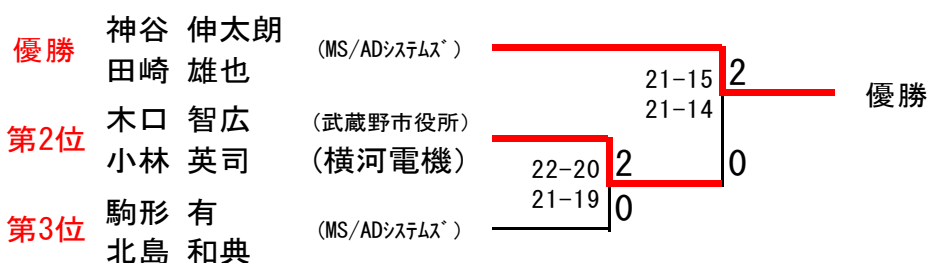 優勝 神谷 伸太朗 田崎 雄也 (MS/ADｼｽﾃﾑｽﾞ)
21-15 2
21-14
優勝
第2位 木口 智広 (武蔵野市役所)
小林 英司 (横河電機)
22-20 2
21-19 0
0
第3位 駒形 有 北島 和典 (MS/ADｼｽﾃﾑｽﾞ)